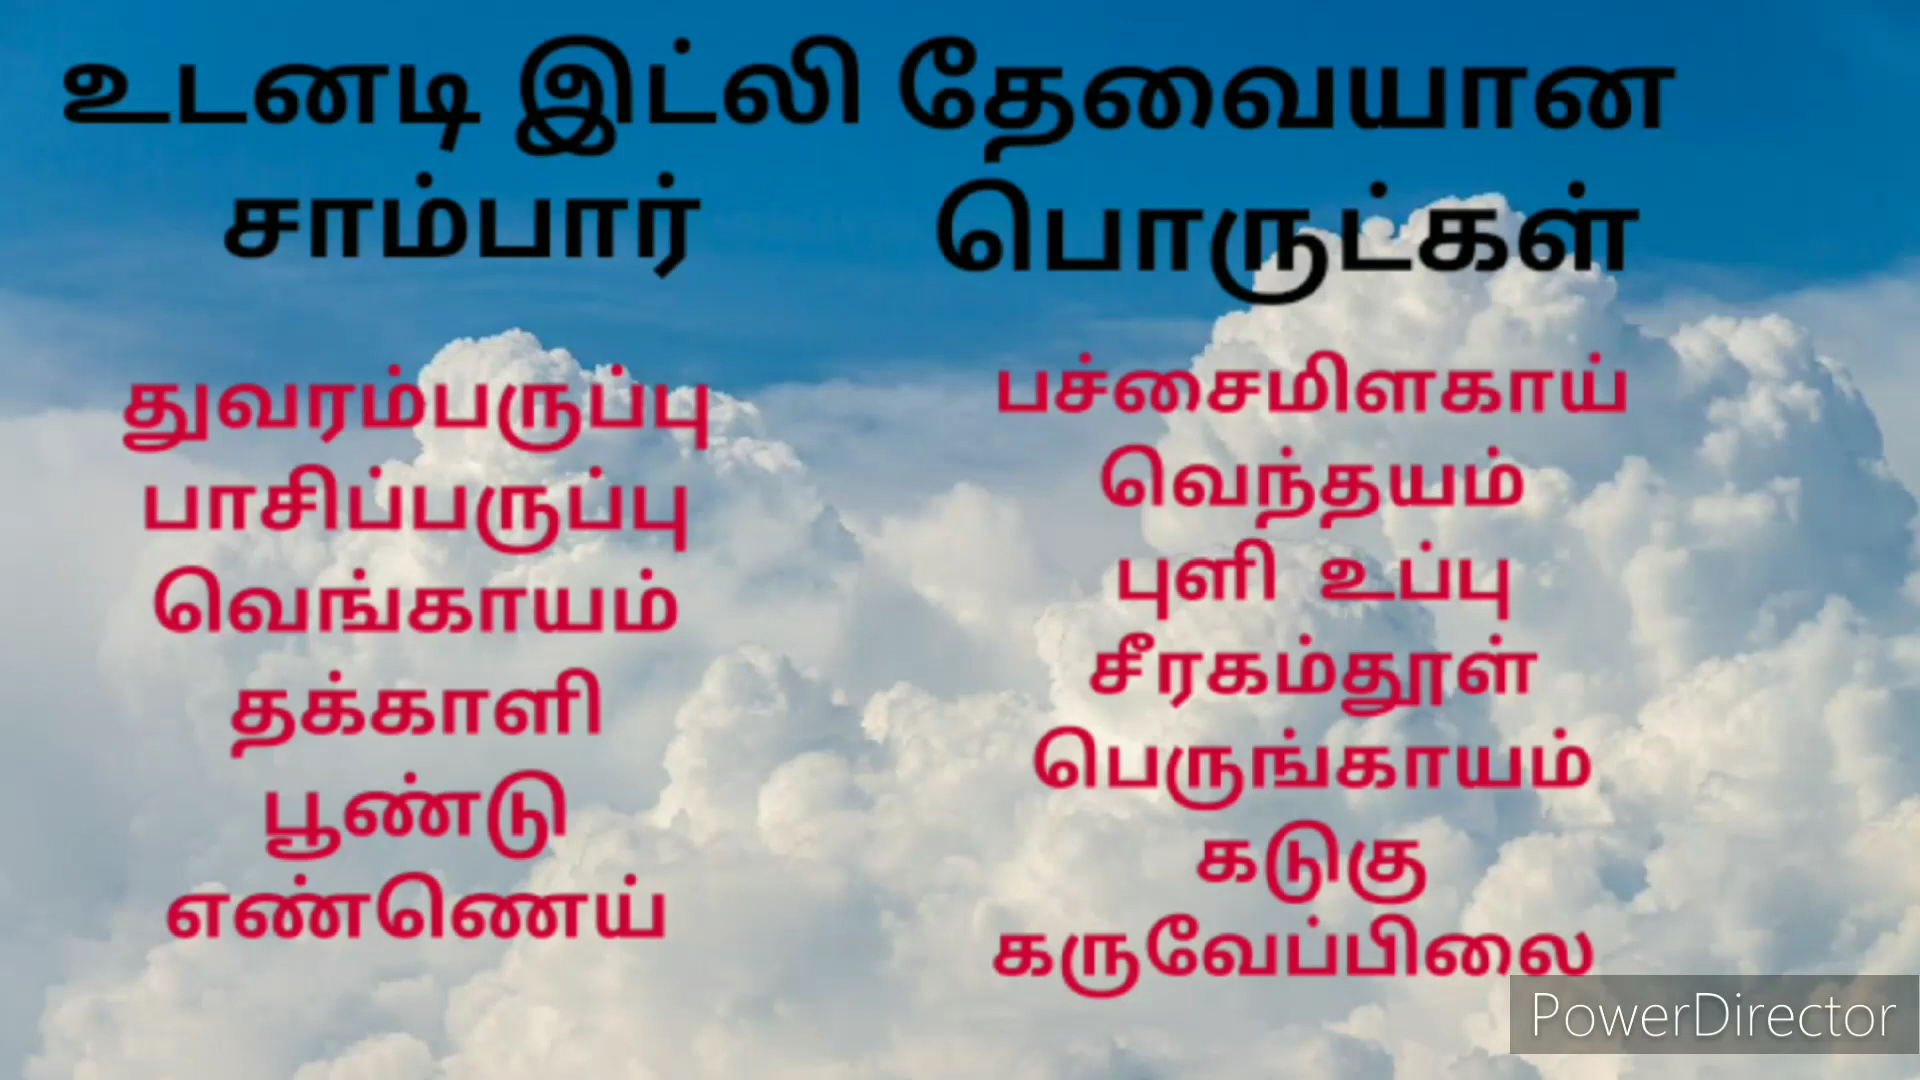 உடனடி இட்லி
சாம்பார்
தேவையான
பொருட்கள்
துவரம்பருப்பு
பாசிப்பருப்பு
வெங்காயம்
தக்காளி
பூண்டு
எண்ணெய்
பச்சைமிளகாய்
வெந்தயம்
புளி உப்பு
சீரகம்தூள்
பெருங்காயம்
கடுகு
கருவேப்பிலை
PowerDirector